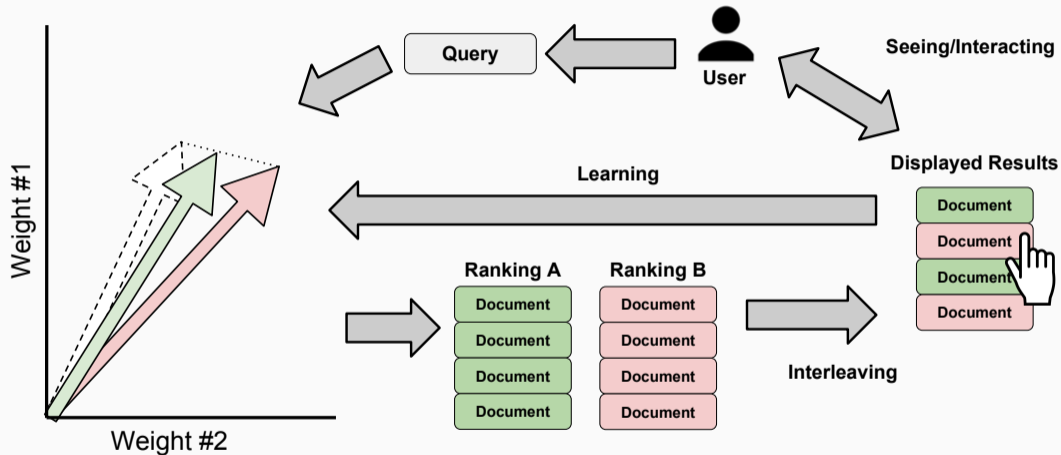 Query
User
Seeing/Interacting
Displayed Results
Document
Document
Document
Document
Learning
Ranking A
Ranking B
Document
Document
Document
Document
Document
Document
Document
Document
Interleaving
Weight #1
Weight #2